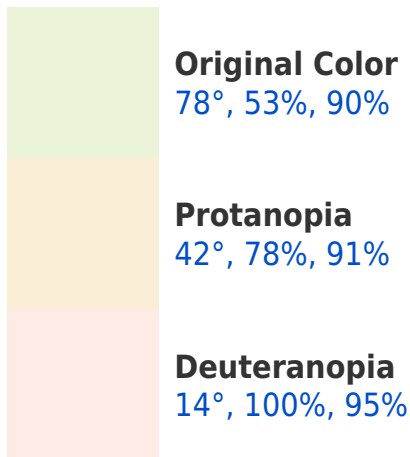 Original Color
78°, 53%, 90%
Protanopia
42°, 78%, 91%
Deuteranopia
14°, 100%, 95%